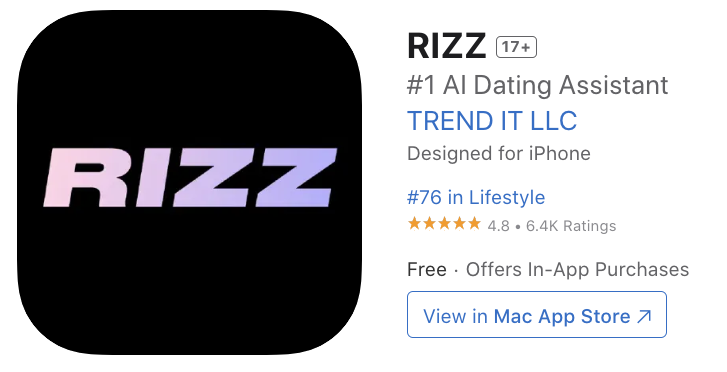 RIZZ
RIZZ 17+
#1 AI Dating Assistant
TREND IT LLC
Designed for iPhone
#76 in Lifestyle
★★★★★ 4.8 • 6.4K Ratings
Free · Offers In-App Purchases
View in Mac App Store ↗